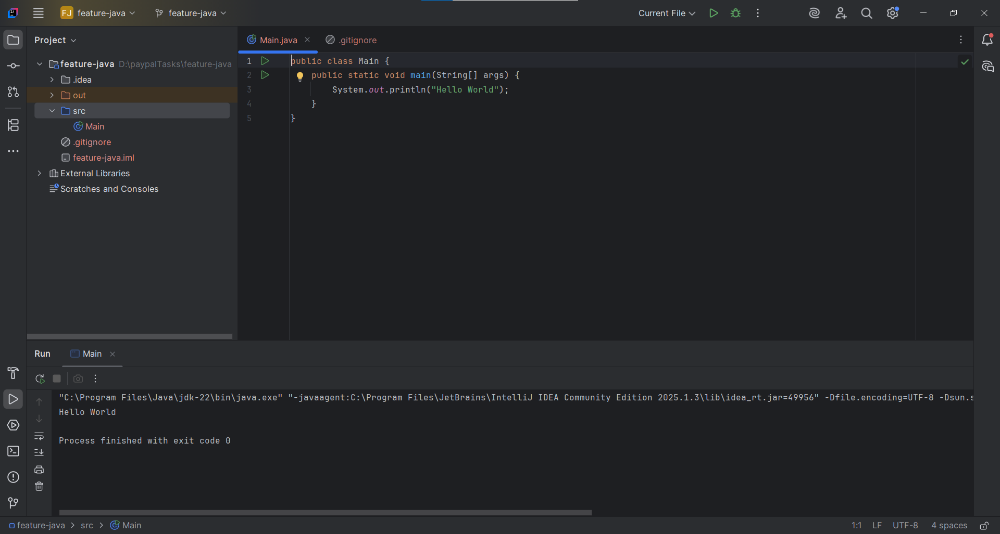 FJ feature-java feature-java Current File
Project
Main.java .gitignore
feature-java D:\paypalTasks\feature-java
.idea
out
src
Main
.gitignore
feature-java.iml
External Libraries
Scratches and Consoles
1 public class Main {
2 public static void main(String[] args) {
3 System.out.println("Hello World");
4 }
5 }
Run Main
"C:\Program Files\Java\jdk-22\bin\java.exe" "-javaagent:C:\Program Files\JetBrains\IntelliJ IDEA Community Edition 2025.1.3\lib\idea_rt.jar=49956" -Dfile.encoding=UTF-8 -Dsun.s
Hello World
Process finished with exit code 0
feature-java > src > Main 1:1 LF UTF-8 4 spaces